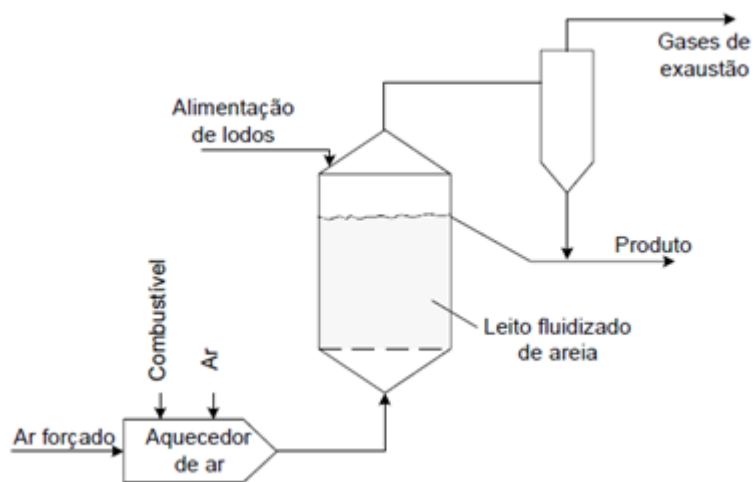 Gases de
exaustão
Alimentação
de lodos
Produto
Leito fluidizado
de areia
Combustível
Ar
Ar forçado
Aquecedor
de ar